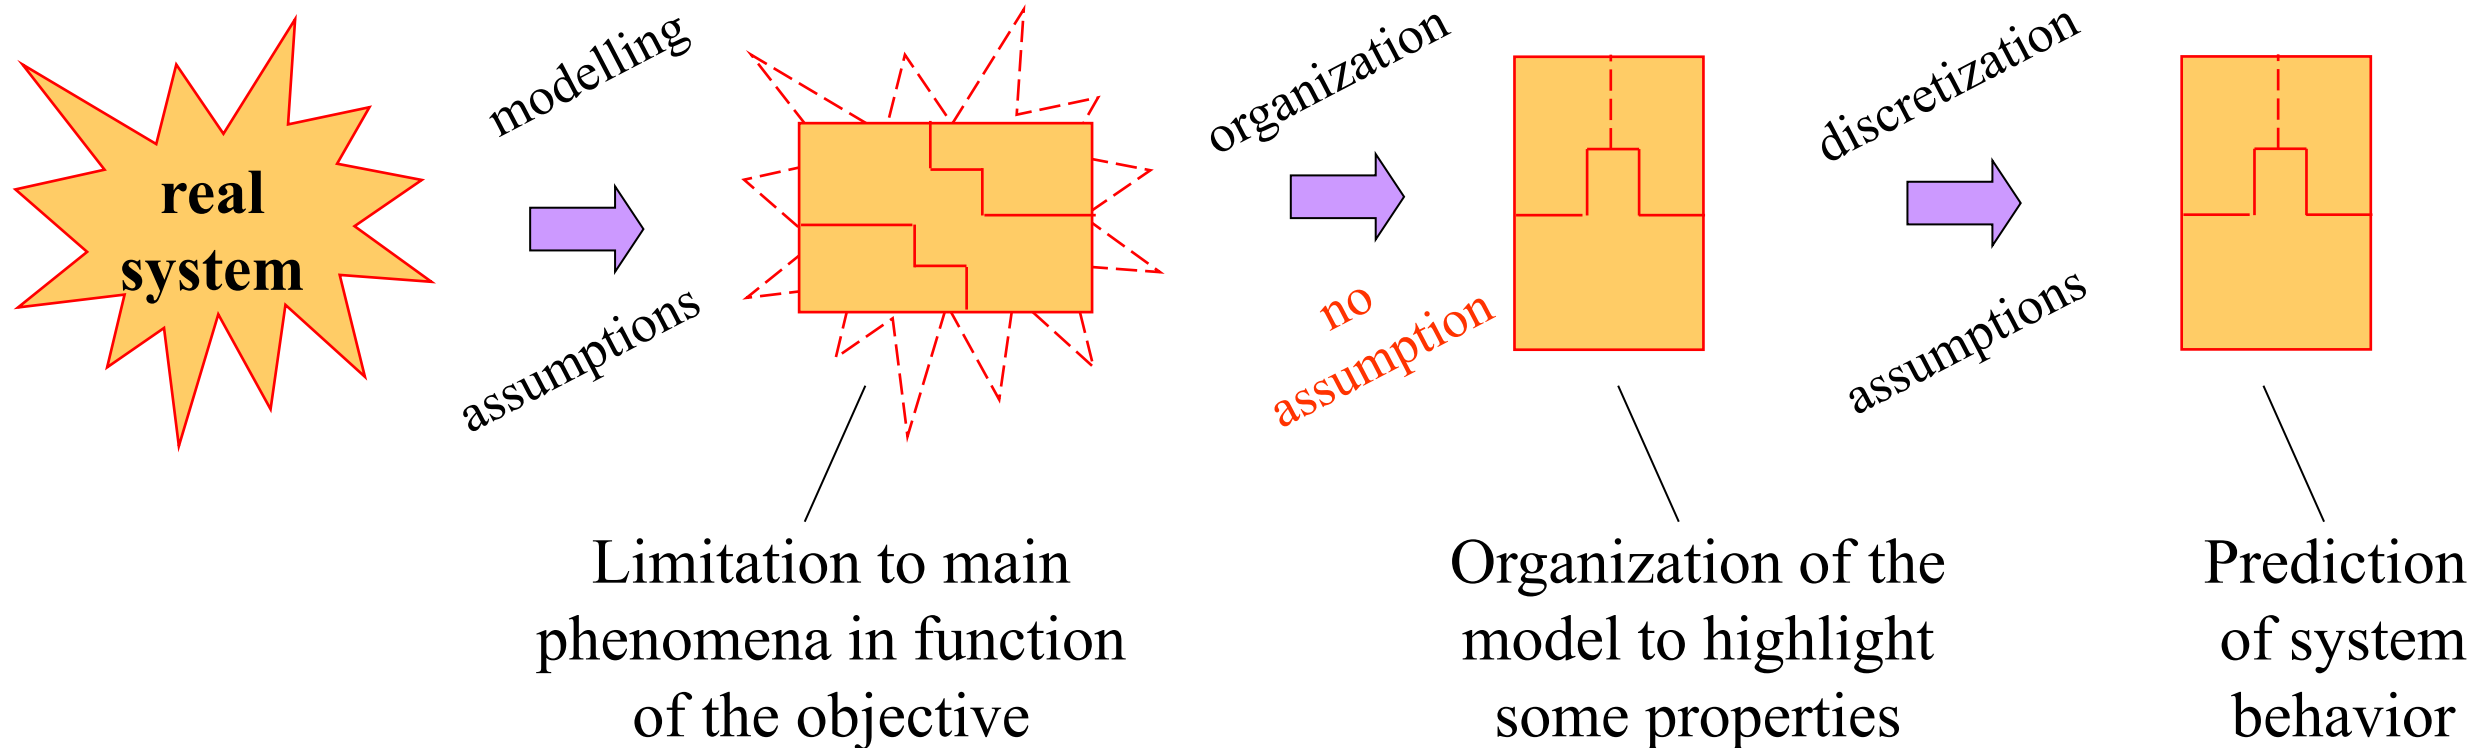 real
system
modelling
assumptions
organization
no
assumption
discretization
assumptions
Limitation to main
phenomena in function
of the objective
Organization of the
model to highlight
some properties
Prediction
of system
behavior